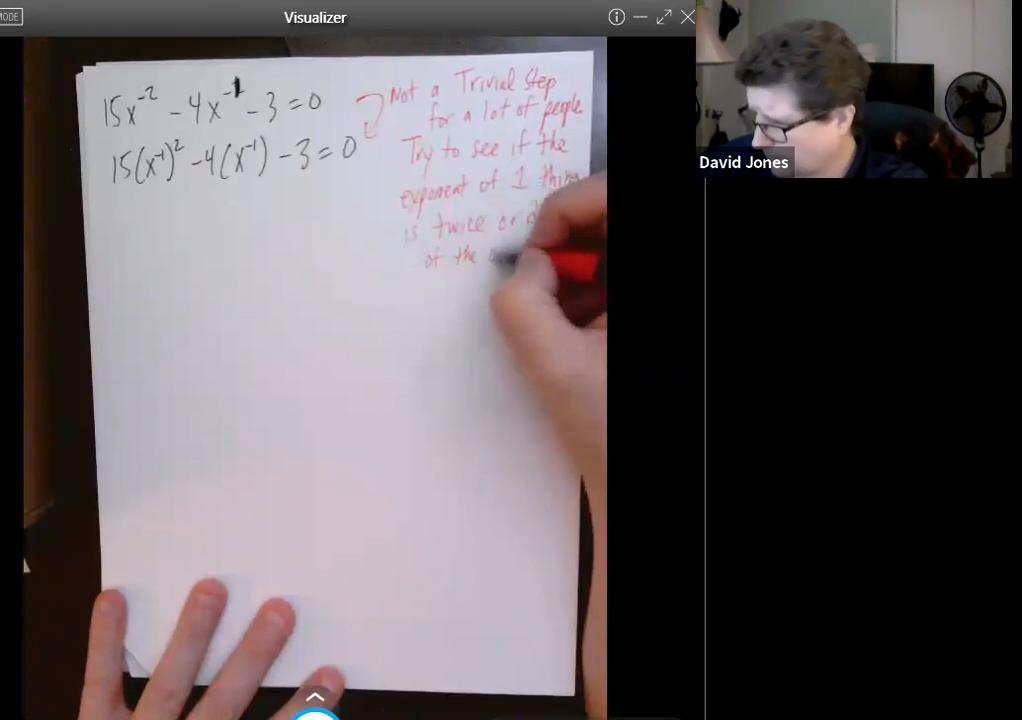 MODE
Visualizer
15x⁻² - 4x⁻¹ - 3 = 0
15(x⁻¹)² - 4(x⁻¹) - 3 = 0
Not a Trivial Step
for a lot of people
Try to see if the
exponent of 1 thing
is twice or
of the
David Jones